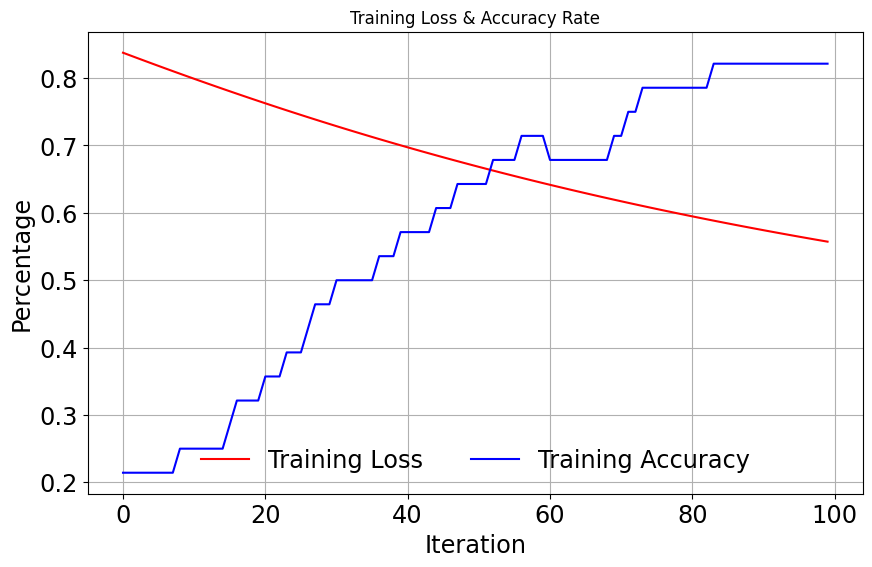 Training Loss & Accuracy Rate
Percentage
0.8
0.7
0.6
0.5
0.4
0.3
0.2
Training Loss Training Accuracy
0 20 40 60 80 100
Iteration